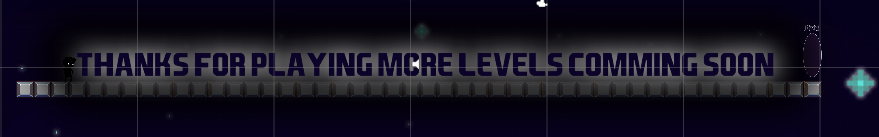 THANKS FOR PLAYING MORE LEVELS COMMING SOON